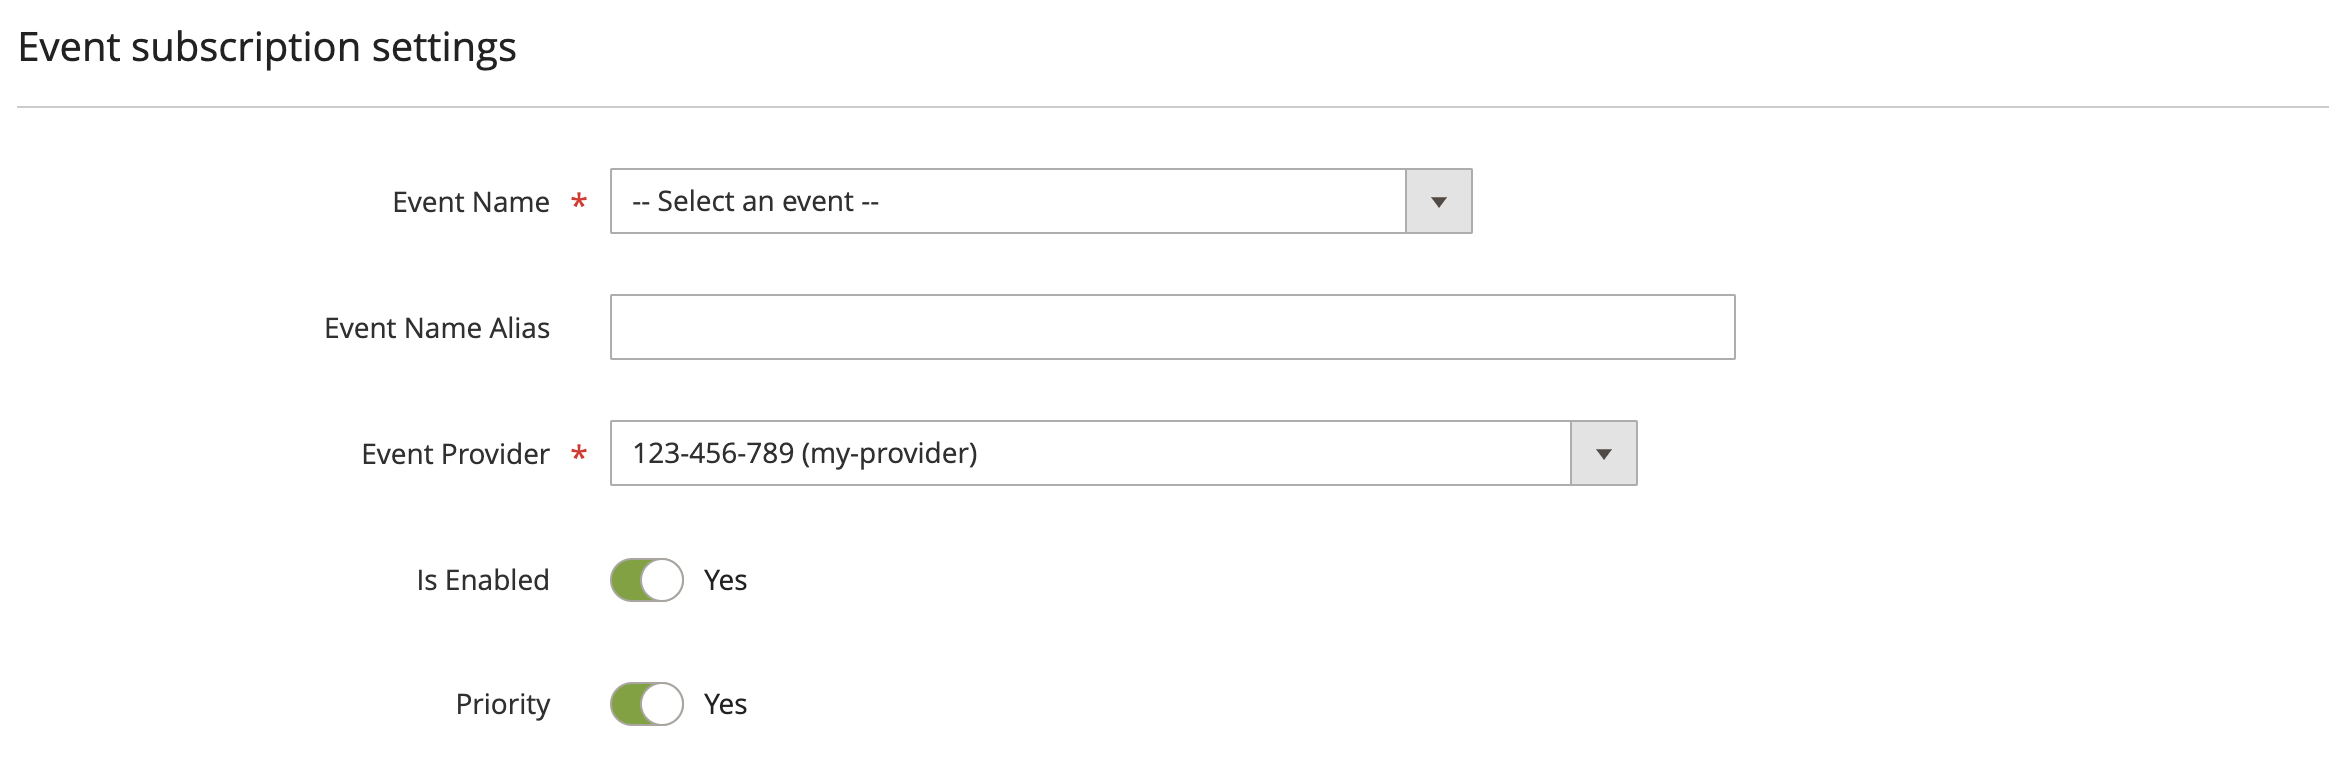 Event subscription settings
Event Name * -- Select an event --
Event Name Alias
Event Provider * 123-456-789 (my-provider)
Is Enabled Yes
Priority Yes